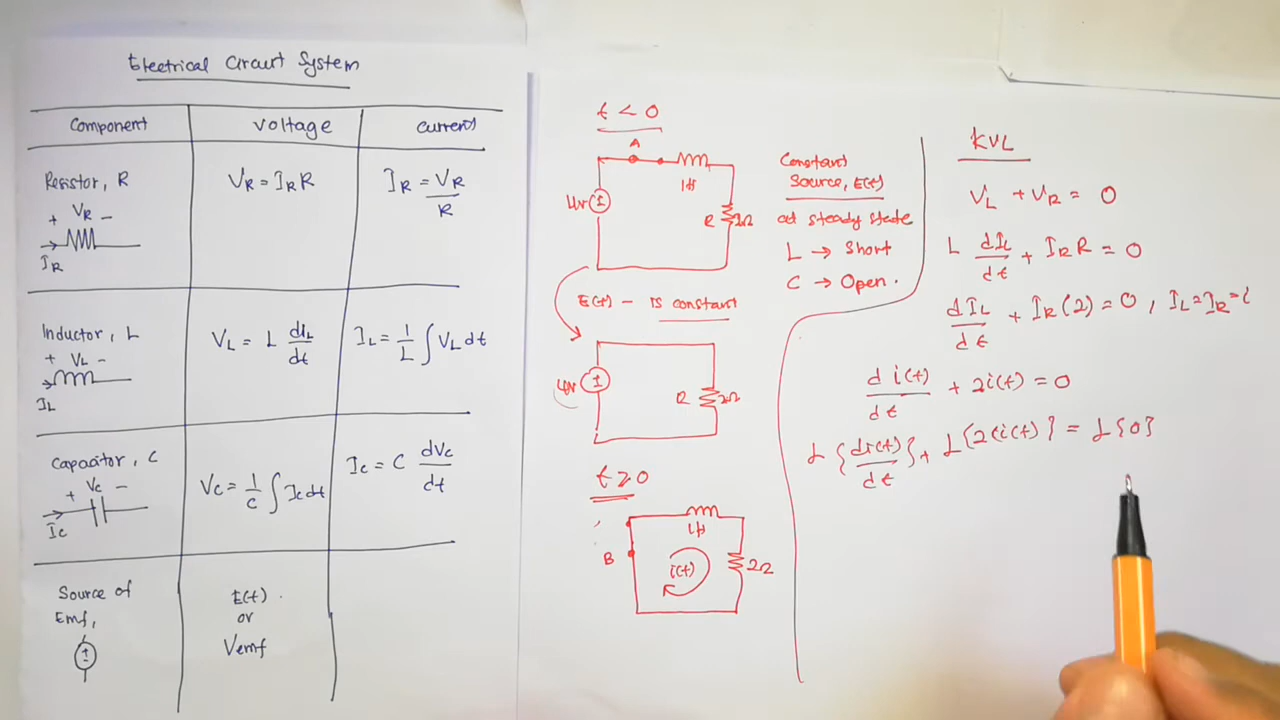 Electrical Circuit System
Component Voltage Current
Resistor, R
+ VR −
IR
VR = IR R
IR = VR/R
Inductor, L
+ VL −
IL
VL = L dIL/dt
IL = 1/L ∫ VL dt
Capacitor, C
+ Vc −
Ic
Vc = 1/C ∫ Ic dt
Ic = C dVc/dt
Source of
Emf,
E(t)
or
Vemf
t < 0
A
1H
4v
R 2Ω
E(t) – is constant
4v
R 2Ω
t ≥ 0
1H
B
i(t)
2Ω
Constant
Source, E(t)
at steady state
L → Short
C → Open.
KVL
VL + VR = 0
L dIL/dt + IR R = 0
dIL/dt + IR(2) = 0, IL = IR = i
d i(t)/dt + 2i(t) = 0
L{di(t)/dt} + L{2(i(t)} = L{0}